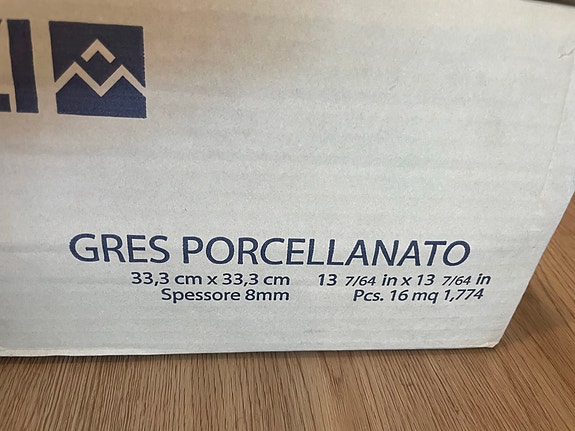 GRES PORCELLANATO
33,3 cm x 33,3 cm 13 7/64 in x 13 7/64 in
Spessore 8mm Pcs. 16 mq 1,774